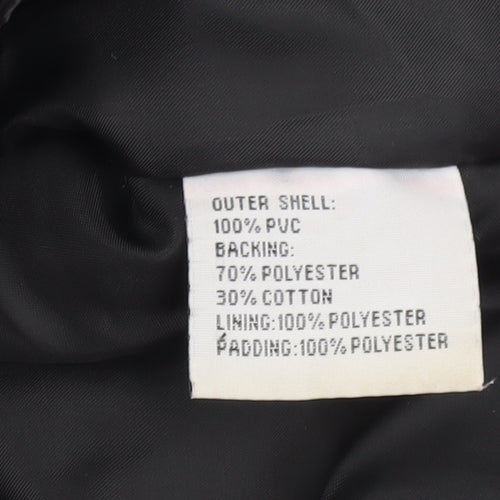 OUTER SHELL:
100% PVC
BACKING:
70% POLYESTER
30% COTTON
LINING:100% POLYESTER
PADDING:100% POLYESTER